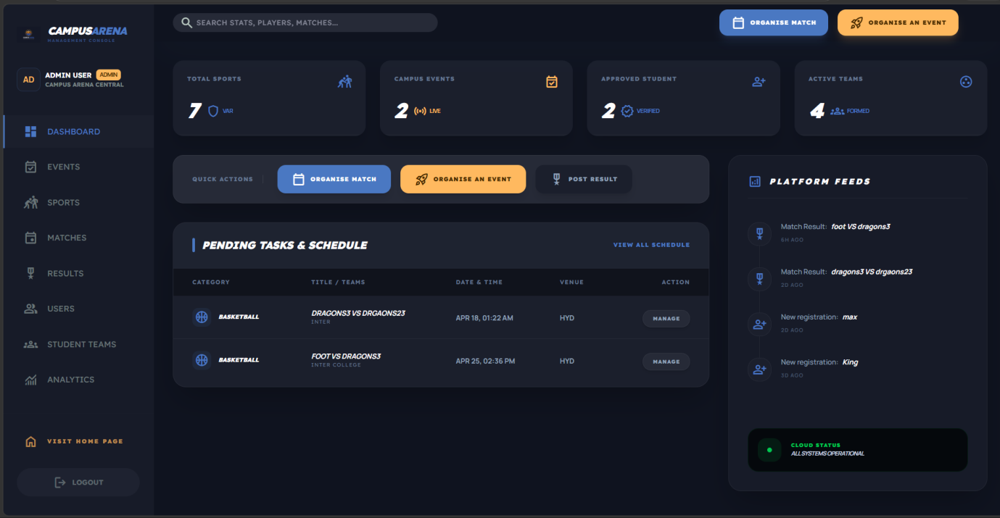 CAMPUSARENA
MANAGEMENT CONSOLE
AD
ADMIN USER ADMIN
CAMPUS ARENA CENTRAL
DASHBOARD
EVENTS
SPORTS
MATCHES
RESULTS
USERS
STUDENT TEAMS
ANALYTICS
VISIT HOME PAGE
LOGOUT
SEARCH STATS, PLAYERS, MATCHES...
ORGANISE MATCH
ORGANISE AN EVENT
TOTAL SPORTS
7 VAR
CAMPUS EVENTS
2 LIVE
APPROVED STUDENT
2 VERIFIED
ACTIVE TEAMS
4 FORMED
QUICK ACTIONS
ORGANISE MATCH
ORGANISE AN EVENT
POST RESULT
PENDING TASKS & SCHEDULE
VIEW ALL SCHEDULE
CATEGORY TITLE / TEAMS DATE & TIME VENUE ACTION
BASKETBALL DRAGONS3 VS DRGAONS23 APR 18, 01:22 AM HYD MANAGE
INTER
BASKETBALL FOOT VS DRAGONS3 APR 25, 02:36 PM HYD MANAGE
INTER COLLEGE
PLATFORM FEEDS
Match Result: foot VS dragons3
6H AGO
Match Result: dragons3 VS drgaons23
2D AGO
New registration: max
2D AGO
New registration: King
3D AGO
CLOUD STATUS
ALL SYSTEMS OPERATIONAL